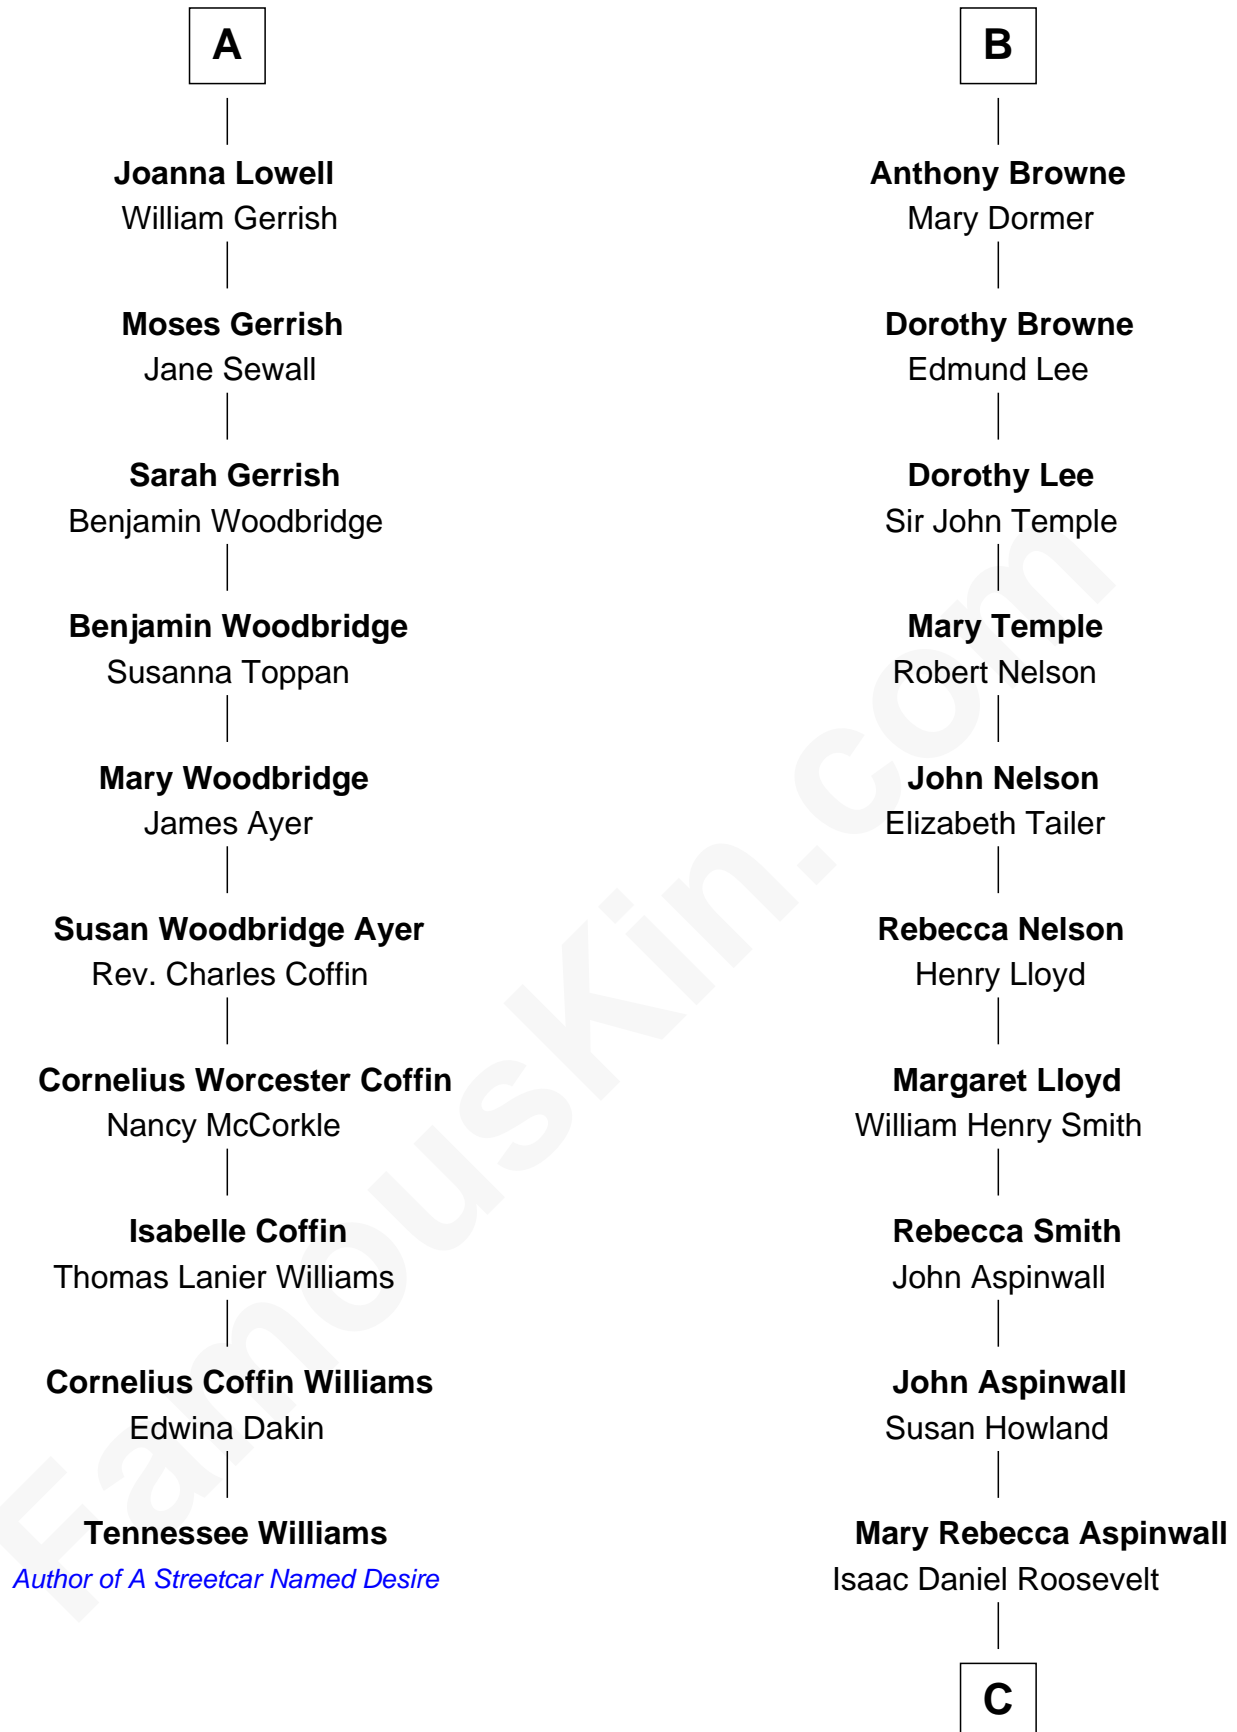 A
Joanna Lowell
William Gerrish
Moses Gerrish
Jane Sewall
Sarah Gerrish
Benjamin Woodbridge
Benjamin Woodbridge
Susanna Toppan
Mary Woodbridge
James Ayer
Susan Woodbridge Ayer
Rev. Charles Coffin
Cornelius Worcester Coffin
Nancy McCorkle
Isabelle Coffin
Thomas Lanier Williams
Cornelius Coffin Williams
Edwina Dakin
Tennessee Williams
Author of A Streetcar Named Desire
B
Anthony Browne
Mary Dormer
Dorothy Browne
Edmund Lee
Dorothy Lee
Sir John Temple
Mary Temple
Robert Nelson
John Nelson
Elizabeth Tailer
Rebecca Nelson
Henry Lloyd
Margaret Lloyd
William Henry Smith
Rebecca Smith
John Aspinwall
John Aspinwall
Susan Howland
Mary Rebecca Aspinwall
Isaac Daniel Roosevelt
C
FamousKin.com